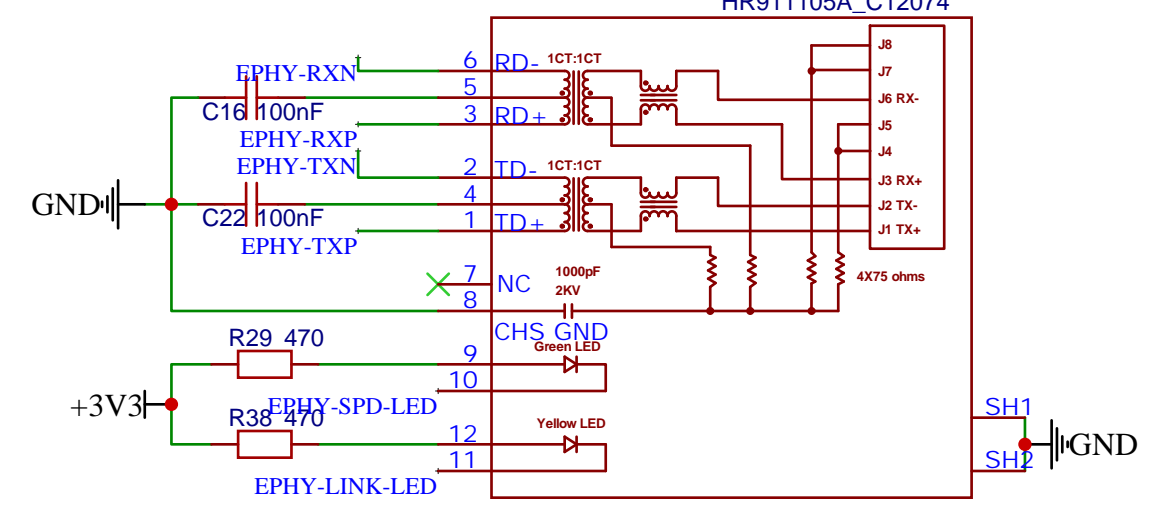 HR911105A_C12074
6 RD- 1CT:1CT J8
EPHY-RXN J7
5
C16 100nF J6 RX-
3 RD+ J5
EPHY-RXP J4
EPHY-TXN
2 TD- 1CT:1CT J3 RX+
GND 4 J2 TX-
C22 100nF
1 TD+ J1 TX+
EPHY-TXP
7 NC 1000pF 4X75 ohms
2KV
8
CHS GND
R29 470 Green LED
9
10
+3V3 EPHY-SPD-LED SH1
R38 470 Yellow LED
12
11 SH2 GND
EPHY-LINK-LED